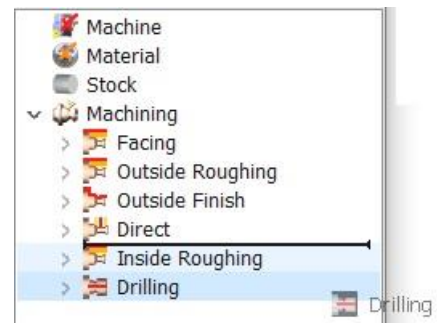 Machine
Material
Stock
Machining
Facing
Outside Roughing
Outside Finish
Direct
Inside Roughing
Drilling
Drilling